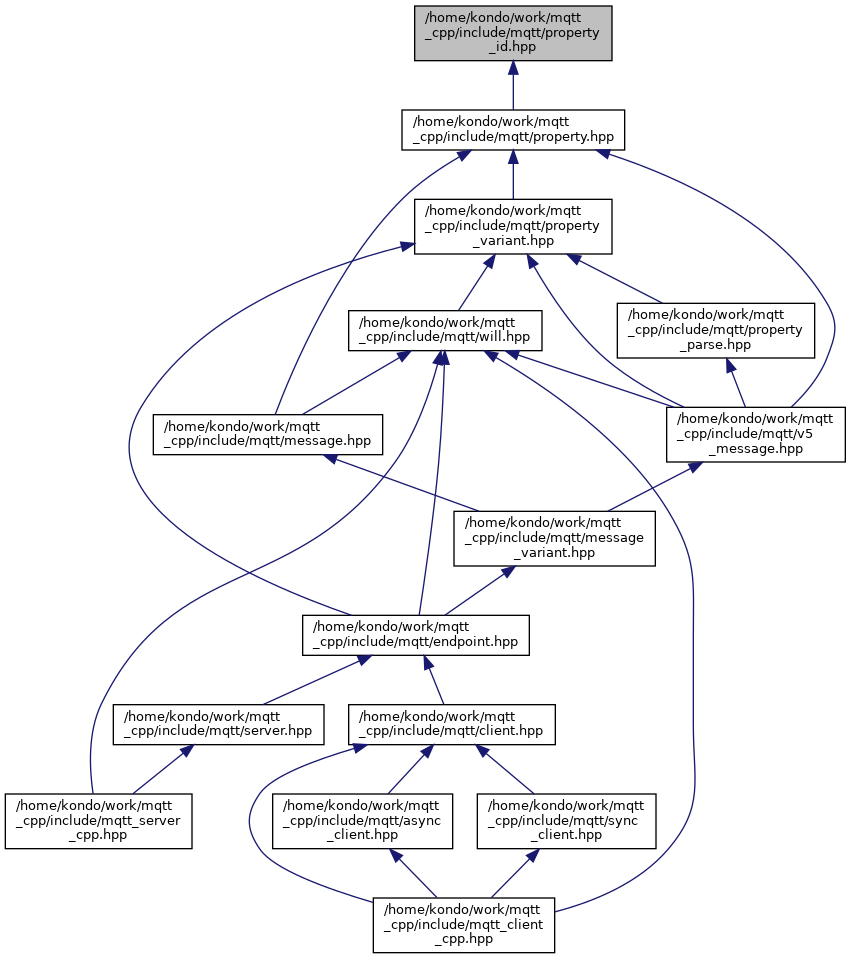 /home/kondo/work/mqtt
_cpp/include/mqtt/property
_id.hpp
/home/kondo/work/mqtt
_cpp/include/mqtt/property.hpp
/home/kondo/work/mqtt
_cpp/include/mqtt/property
_variant.hpp
/home/kondo/work/mqtt
_cpp/include/mqtt/will.hpp
/home/kondo/work/mqtt
_cpp/include/mqtt/property
_parse.hpp
/home/kondo/work/mqtt
_cpp/include/mqtt/message.hpp
/home/kondo/work/mqtt
_cpp/include/mqtt/v5
_message.hpp
/home/kondo/work/mqtt
_cpp/include/mqtt/message
_variant.hpp
/home/kondo/work/mqtt
_cpp/include/mqtt/endpoint.hpp
/home/kondo/work/mqtt
_cpp/include/mqtt/server.hpp
/home/kondo/work/mqtt
_cpp/include/mqtt/client.hpp
/home/kondo/work/mqtt
_cpp/include/mqtt_server
_cpp.hpp
/home/kondo/work/mqtt
_cpp/include/mqtt/async
_client.hpp
/home/kondo/work/mqtt
_cpp/include/mqtt/sync
_client.hpp
/home/kondo/work/mqtt
_cpp/include/mqtt_client
_cpp.hpp